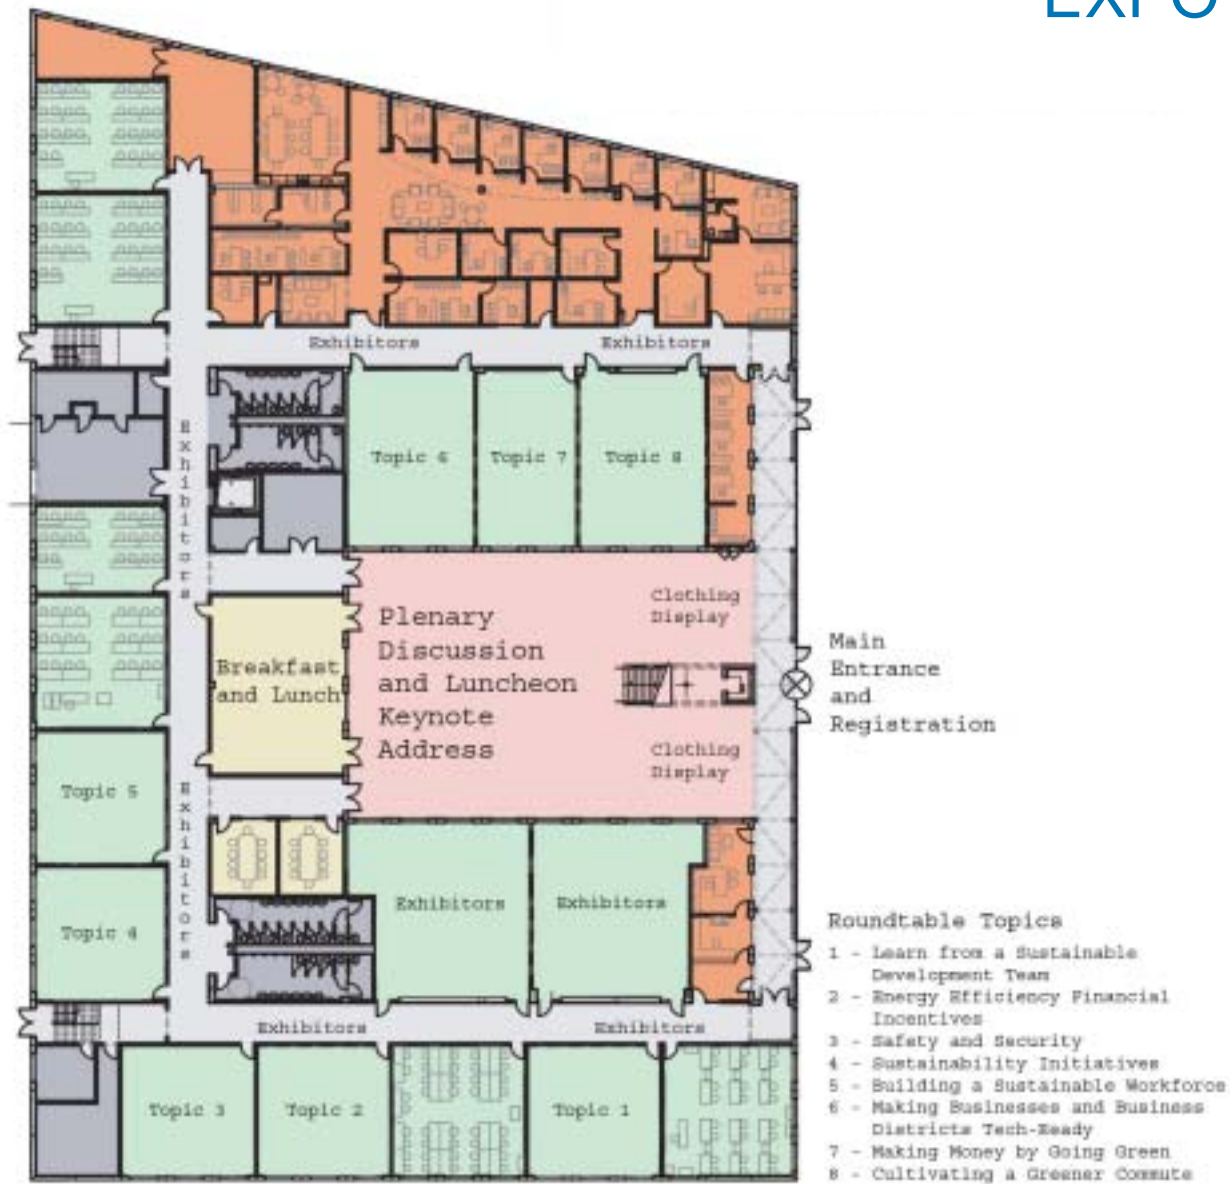 EXPO
Exhibitors
Exhibitors
Exhibitors
Topic 6
Topic 7
Topic 8
Plenary
Discussion
and Luncheon
Keynote
Address
Clothing
Display
Breakfast
and Lunch
Clothing
Display
Main
Entrance
and
Registration
Topic 5
Exhibitors
Topic 4
Exhibitors
Exhibitors
Exhibitors
Exhibitors
Topic 3
Topic 2
Topic 1
Roundtable Topics
1 - Learn from a Sustainable
Development Team
2 - Energy Efficiency Financial
Incentives
3 - Safety and Security
4 - Sustainability Initiatives
5 - Building a Sustainable Workforce
6 - Making Businesses and Business
Districts Tech-Ready
7 - Making Money by Going Green
8 - Cultivating a Greener Commute